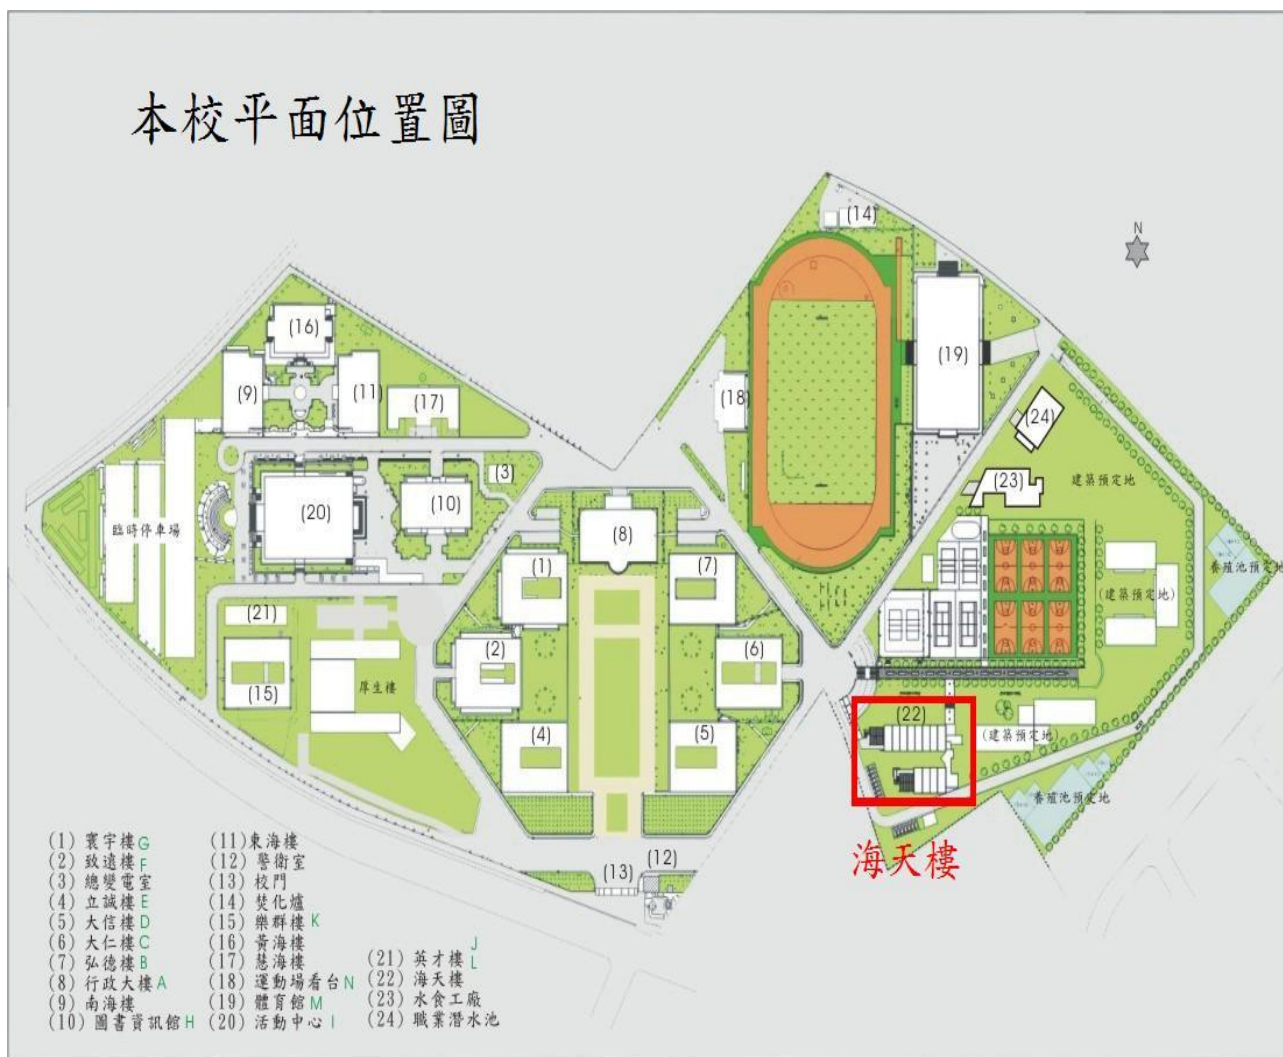 本校平面位置圖
N
(14)
(16)
(19)
(9)
(11)
(17)
(18)
(24)
(3)
(23)
建築預定地
(20)
(10)
臨時停車場
(8)
(1)
(7)
養殖池預定地
(建築預定地)
(21)
(2)
(6)
(15)
厚生樓
(22)
(4)
(5)
(建築預定地)
養殖池預定地
海天樓
(12)
(13)
(1) 寰宇樓 G
(2) 致遠樓 F
(3) 總變電室
(4) 立誠樓 E
(5) 大信樓 D
(6) 大仁樓 C
(7) 弘德樓 B
(8) 行政大樓 A
(9) 南海樓
(10) 圖書資訊館 H
(11) 東海樓
(12) 警衛室
(13) 校門
(14) 焚化爐
(15) 樂群樓 K
(16) 黃海樓
(17) 慧海樓
(18) 運動場看台 N
(19) 體育館 M
(20) 活動中心 I
J
(21) 英才樓 L
(22) 海天樓
(23) 水食工廠
(24) 職業潛水池